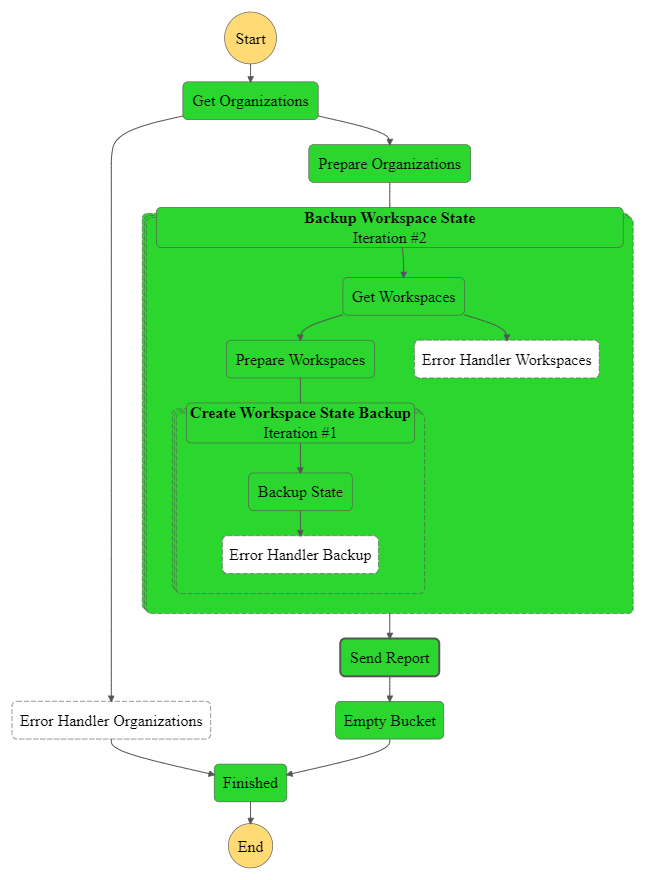 Start
Get Organizations
Prepare Organizations
Backup Workspace State
Iteration #2
Get Workspaces
Prepare Workspaces
Error Handler Workspaces
Create Workspace State Backup
Iteration #1
Backup State
Error Handler Backup
Send Report
Error Handler Organizations
Empty Bucket
Finished
End